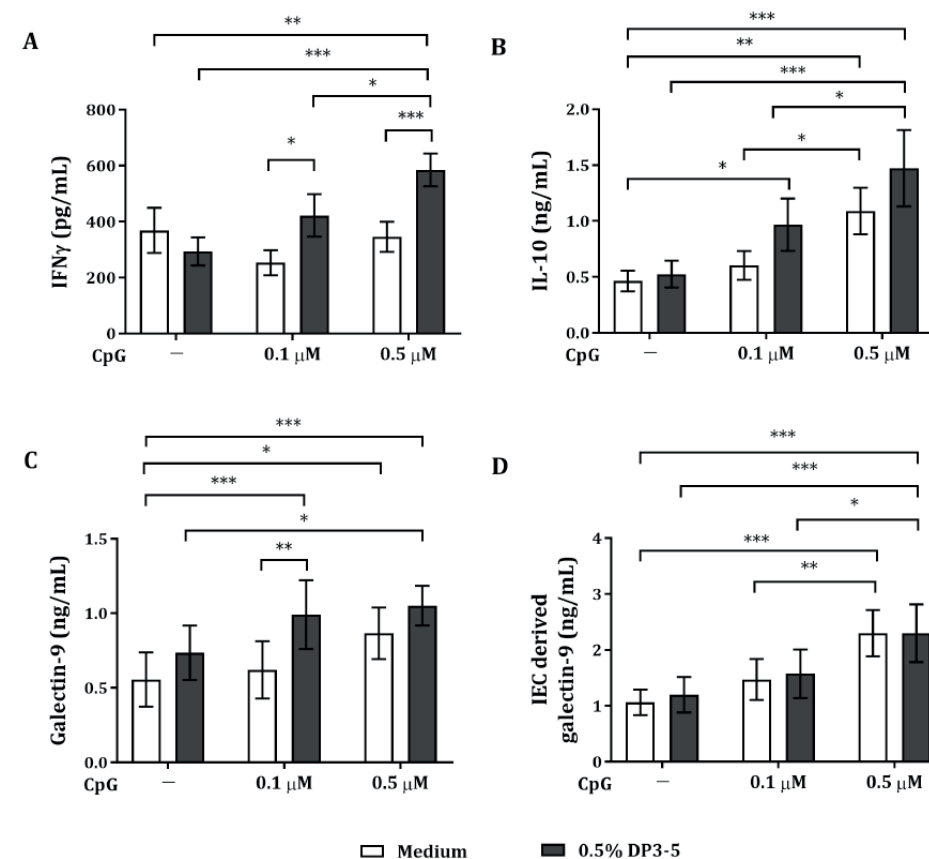 A
**
***
*
*
***
IFNγ (pg/mL)
800
600
400
200
0
CpG
–
0.1 μM
0.5 μM
B
***
**
***
*
*
*
IL-10 (ng/mL)
2.0
1.5
1.0
0.5
0.0
CpG
–
0.1 μM
0.5 μM
C
***
*
***
*
**
Galectin-9 (ng/mL)
1.5
1.0
0.5
0.0
CpG
–
0.1 μM
0.5 μM
D
***
***
*
***
**
IEC derived
galectin-9 (ng/mL)
4
3
2
1
0
CpG
–
0.1 μM
0.5 μM
Medium
0.5% DP3-5